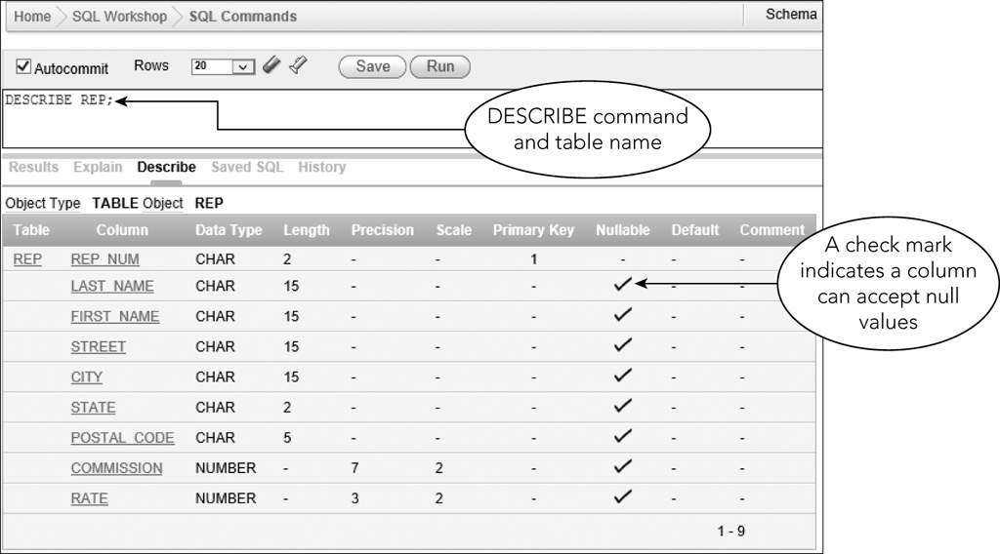 Home SQL Workshop SQL Commands Schema
Autocommit Rows 20 Save Run
DESCRIBE REP;
DESCRIBE command
and table name
Results Explain Describe Saved SQL History
Object Type TABLE Object REP
Table Column Data Type Length Precision Scale Primary Key Nullable Default Comment
REP REP_NUM CHAR 2 - - 1 - - -
LAST_NAME CHAR 15 - - - ✓ - -
FIRST_NAME CHAR 15 - - - ✓ - -
STREET CHAR 15 - - - ✓ - -
CITY CHAR 15 - - - ✓ - -
STATE CHAR 2 - - - ✓ - -
POSTAL_CODE CHAR 5 - - - ✓ - -
COMMISSION NUMBER - 7 2 - ✓ - -
RATE NUMBER - 3 2 - ✓ - -
1 - 9
A check mark
indicates a column
can accept null
values